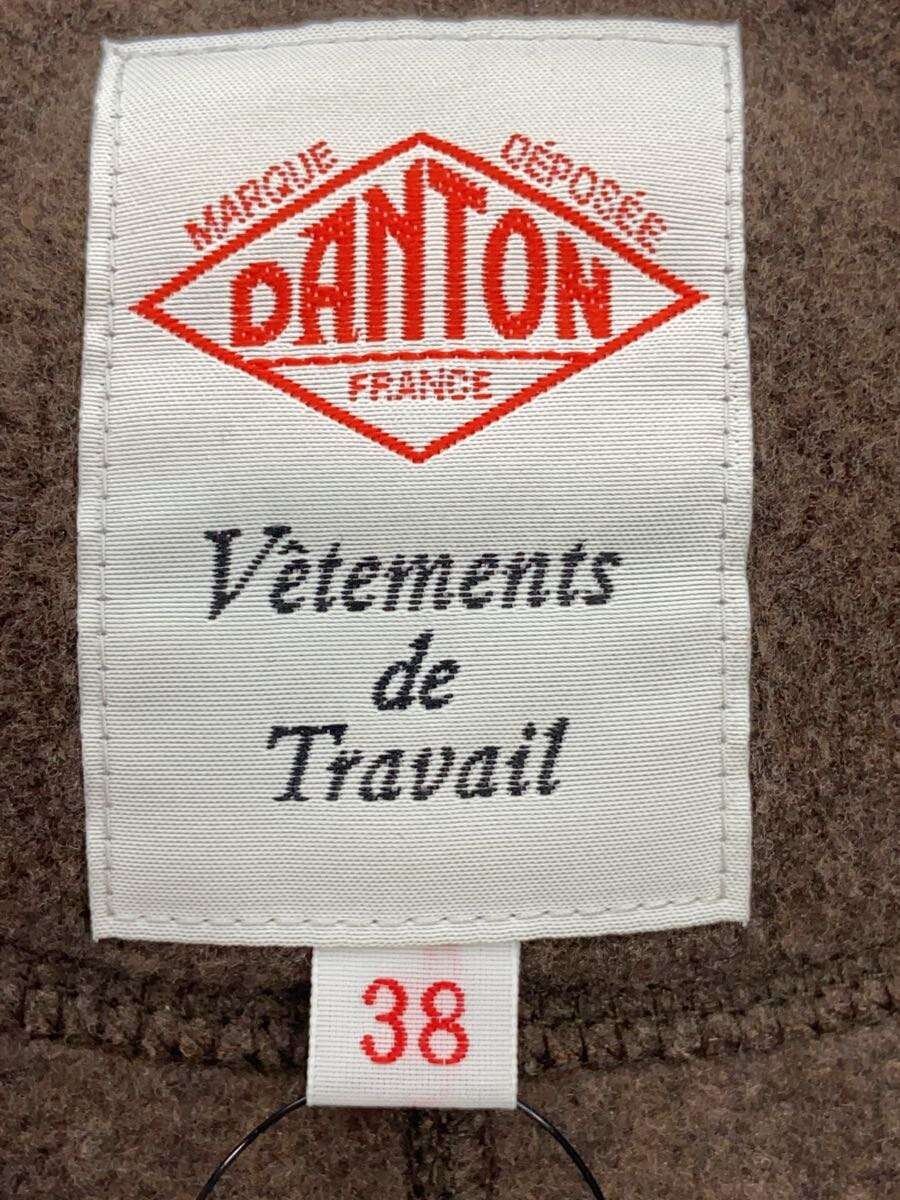 MARQUE DÉPOSÉE
DANTON
FRANCE
Vêtements
de
Travail
38